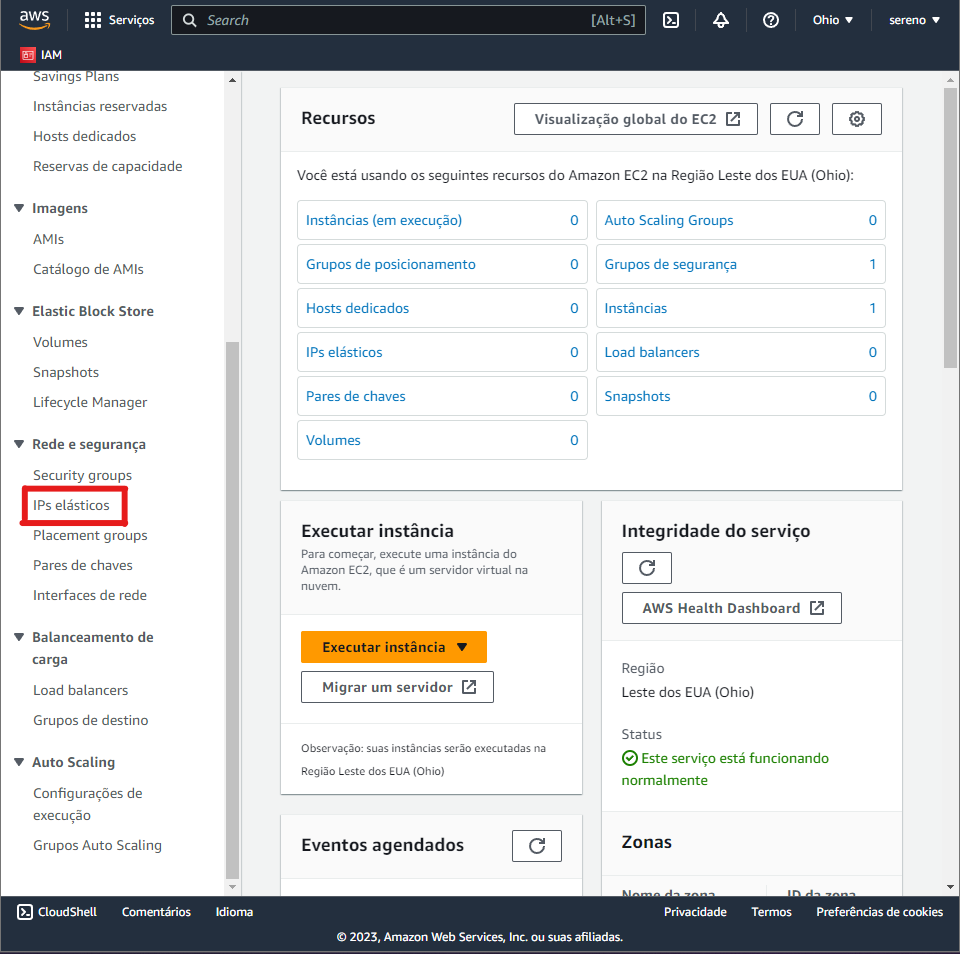 aws
Serviços
Search
[Alt+S]
Ohio
sereno
IAM
Savings Plans
Instâncias reservadas
Hosts dedicados
Reservas de capacidade
Imagens
AMIs
Catálogo de AMIs
Elastic Block Store
Volumes
Snapshots
Lifecycle Manager
Rede e segurança
Security groups
IPs elásticos
Placement groups
Pares de chaves
Interfaces de rede
Balanceamento de
carga
Load balancers
Grupos de destino
Auto Scaling
Configurações de
execução
Grupos Auto Scaling
Recursos
Visualização global do EC2
Você está usando os seguintes recursos do Amazon EC2 na Região Leste dos EUA (Ohio):
Instâncias (em execução) 0
Auto Scaling Groups 0
Grupos de posicionamento 0
Grupos de segurança 1
Hosts dedicados 0
Instâncias 1
IPs elásticos 0
Load balancers 0
Pares de chaves 0
Snapshots 0
Volumes 0
Executar instância
Para começar, execute uma instância do
Amazon EC2, que é um servidor virtual na
nuvem.
Executar instância
Migrar um servidor
Observação: suas instâncias serão executadas na
Região Leste dos EUA (Ohio)
Eventos agendados
Integridade do serviço
AWS Health Dashboard
Região
Leste dos EUA (Ohio)
Status
Este serviço está funcionando
normalmente
Zonas
Nome da zona
ID da zona
CloudShell
Comentários
Idioma
Privacidade
Termos
Preferências de cookies
© 2023, Amazon Web Services, Inc. ou suas afiliadas.